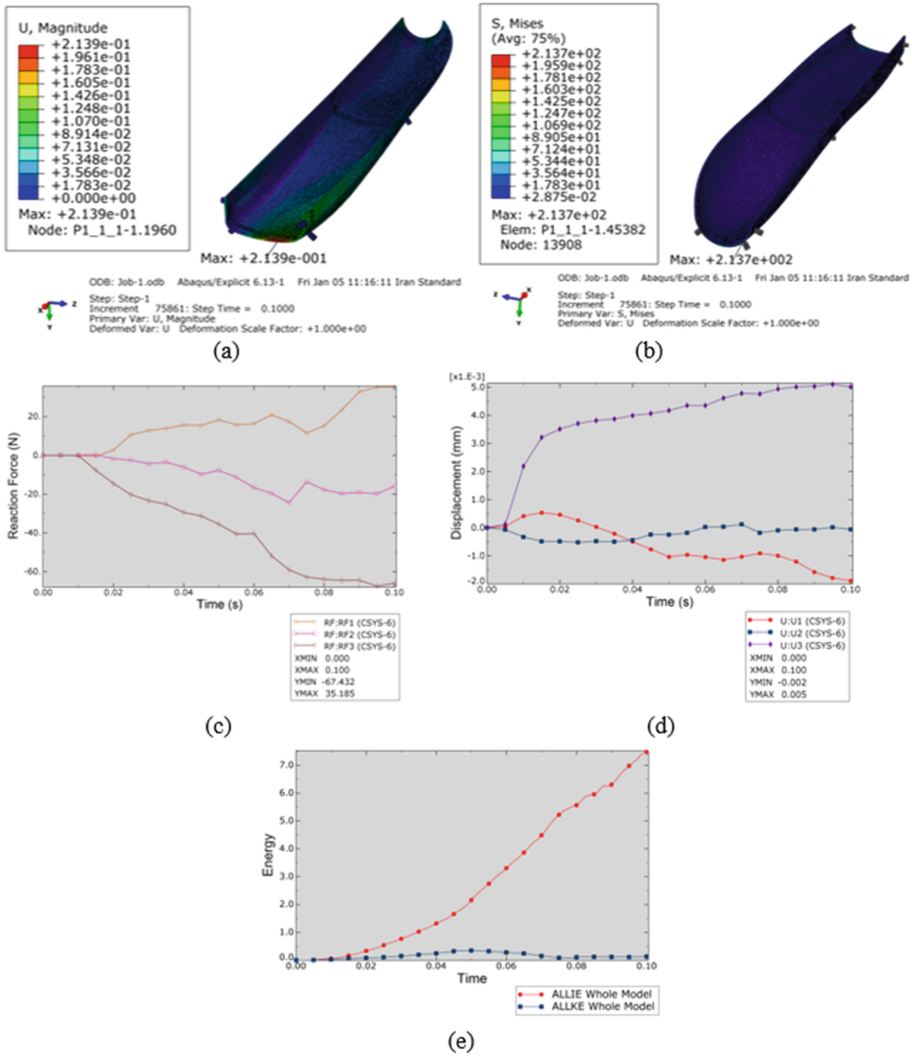 U, Magnitude
+2.139e-01
+1.961e-01
+1.783e-01
+1.605e-01
+1.426e-01
+1.248e-01
+1.070e-01
+8.914e-02
+7.131e-02
+5.348e-02
+3.566e-02
+1.783e-02
+0.000e+00
Max: +2.139e-01
Node: P1_1_1-1.1960
Max: +2.139e-001
ODB: Job-1.odb Abaqus/Explicit 6.13-1 Fri Jan 05 11:16:11 Iran Standard
Step: Step-1
Increment 75861: Step Time = 0.1000
Primary Var: U, Magnitude
Deformed Var: U Deformation Scale Factor: +1.000e+00
X
Z
Y
(a)
S, Mises
(Avg: 75%)
+2.137e+02
+1.959e+02
+1.781e+02
+1.603e+02
+1.425e+02
+1.247e+02
+1.069e+02
+8.905e+01
+7.124e+01
+5.344e+01
+3.564e+01
+1.783e+01
+2.875e-02
Max: +2.137e+02
Elem: P1_1_1-1.45382
Node: 13908
Max: +2.137e+002
ODB: Job-1.odb Abaqus/Explicit 6.13-1 Fri Jan 05 11:16:11 Iran Standard
Step: Step-1
Increment 75861: Step Time = 0.1000
Primary Var: S, Mises
Deformed Var: U Deformation Scale Factor: +1.000e+00
Z
X
Y
(b)
Reaction Force (N)
20.
0.
-20.
-40.
-60.
0.00 0.02 0.04 0.06 0.08 0.10
Time (s)
RF:RF1 (CSYS-6)
RF:RF2 (CSYS-6)
RF:RF3 (CSYS-6)
XMIN 0.000
XMAX 0.100
YMIN -67.432
YMAX 35.185
(c)
[x1.E-3]
Displacement (mm)
5.0
4.0
3.0
2.0
1.0
0.0
-1.0
-2.0
0.00 0.02 0.04 0.06 0.08 0.10
Time (s)
U:U1 (CSYS-6)
U:U2 (CSYS-6)
U:U3 (CSYS-6)
XMIN 0.000
XMAX 0.100
YMIN -0.002
YMAX 0.005
(d)
Energy
7.0
6.0
5.0
4.0
3.0
2.0
1.0
0.0
0.00 0.02 0.04 0.06 0.08 0.10
Time
ALLIE Whole Model
ALLKE Whole Model
(e)